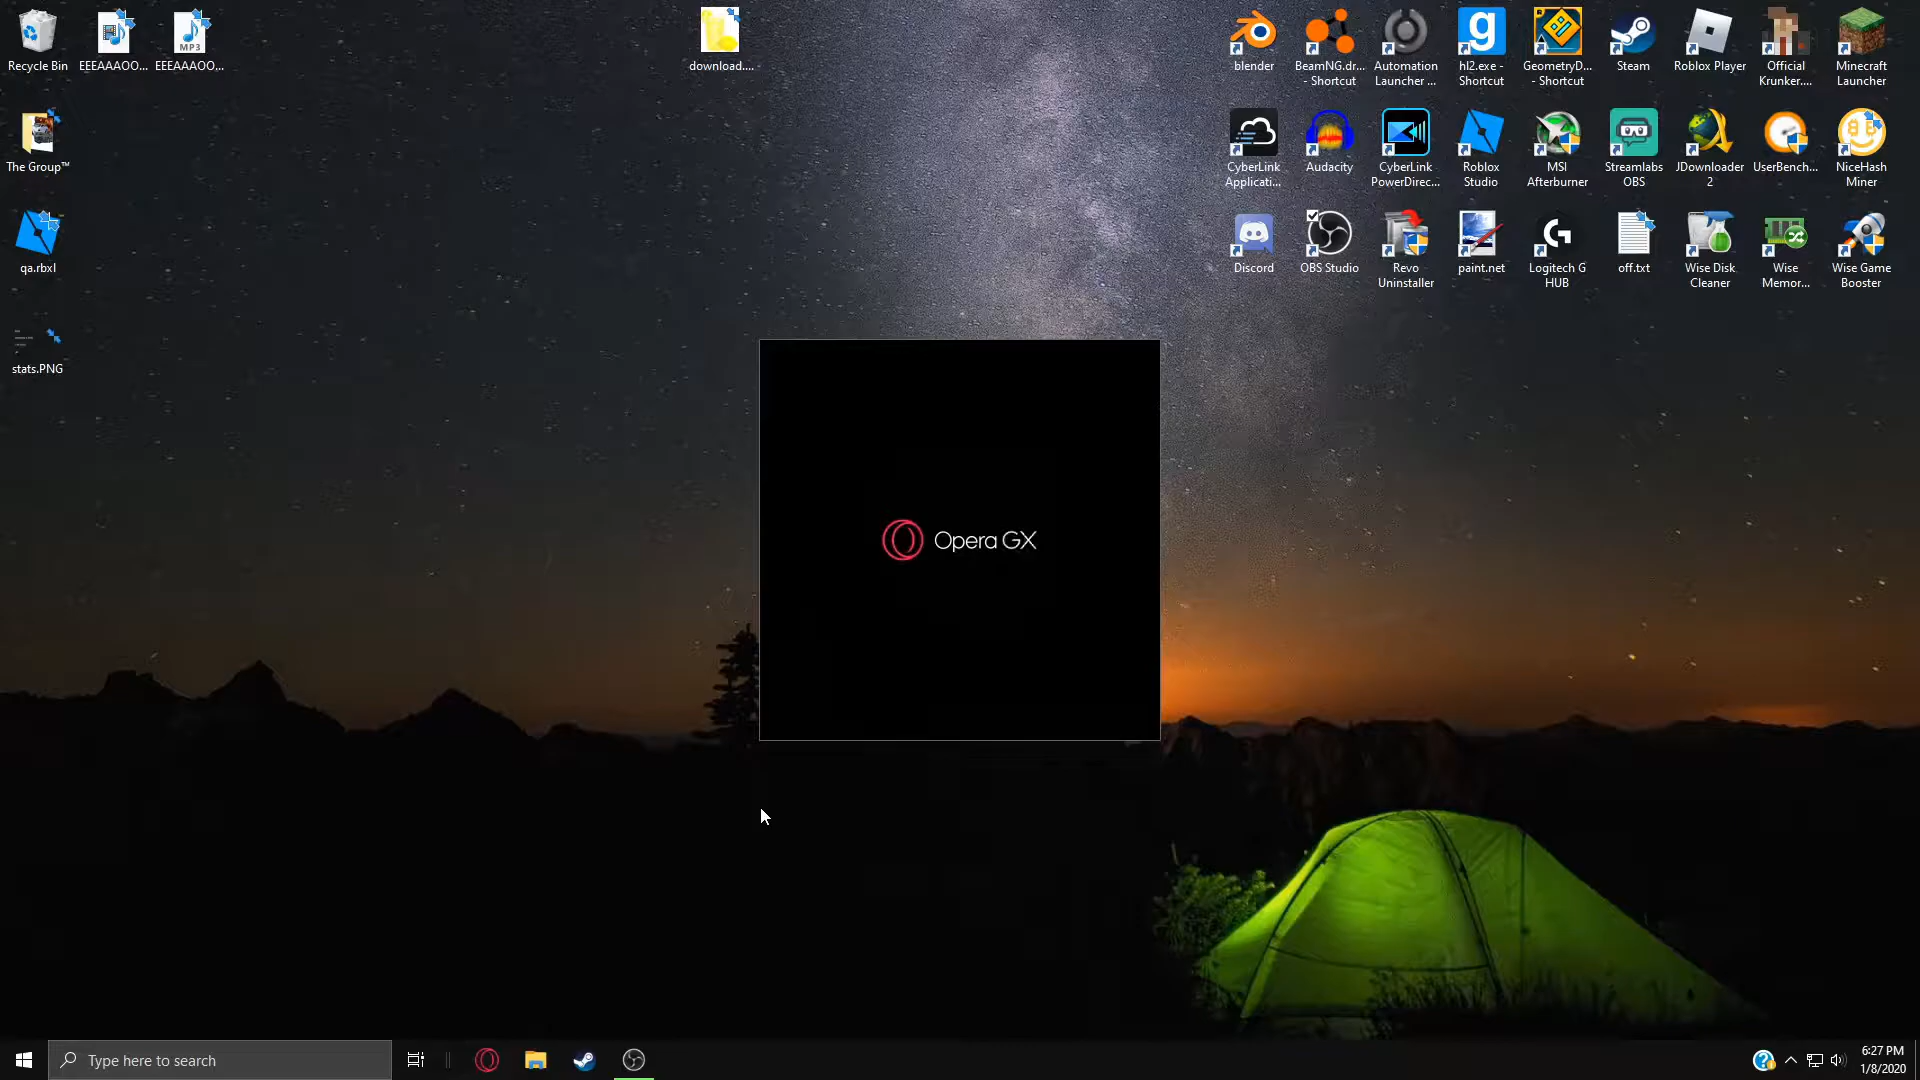 Recycle Bin
EEEAAAOO...
EEEAAAOO...
MP3
download....
blender
BeamNG.dr... - Shortcut
Automation Launcher ...
hl2.exe - Shortcut
GeometryD... - Shortcut
Steam
Roblox Player
Official Krunker....
Minecraft Launcher
The Group™
CyberLink Applicati...
Audacity
CyberLink PowerDirec...
Roblox Studio
MSI Afterburner
Streamlabs OBS
JDownloader 2
UserBench...
NiceHash Miner
qa.rbxl
Discord
OBS Studio
Revo Uninstaller
paint.net
Logitech G HUB
off.txt
Wise Disk Cleaner
Wise Memor...
Wise Game Booster
stats.PNG
Opera GX
Type here to search
6:27 PM
1/8/2020